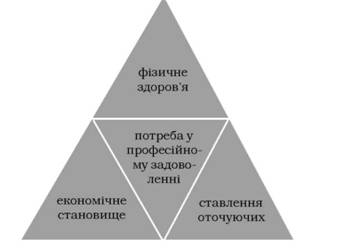 фізичне
здоров'я
потреба у
професійно-
му задово-
ленні
економічне
становище
ставлення
оточуючих